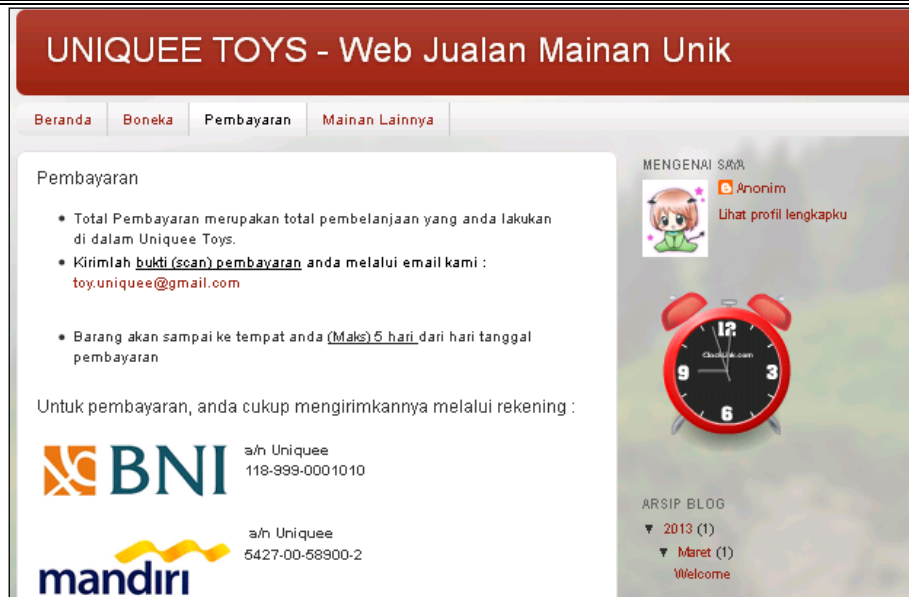 UNIQUEE TOYS - Web Jualan Mainan Unik
Beranda
Boneka
Pembayaran
Mainan Lainnya
Pembayaran
Total Pembayaran merupakan total pembelanjaan yang anda lakukan
di dalam Uniquee Toys.
Kirimlah bukti (scan) pembayaran anda melalui email kami :
toy.uniquee@gmail.com
Barang akan sampai ke tempat anda (Maks) 5 hari dari hari tanggal
pembayaran
Untuk pembayaran, anda cukup mengirimkannya melalui rekening :
BNI
a/n Uniquee
118-999-0001010
mandiri
a/n Uniquee
5427-00-58900-2
MENGENAI SAYA
Anonim
Lihat profil lengkapku
12
ClockLink.com
9
3
6
ARSIP BLOG
▼ 2013 (1)
▼ Maret (1)
Welcome